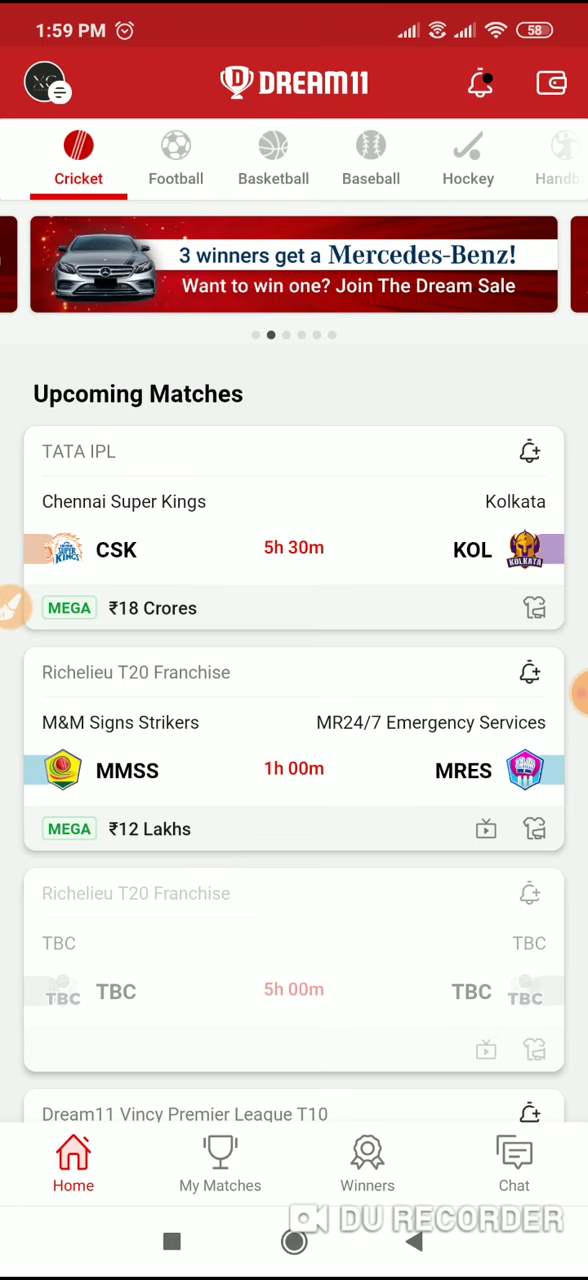 1:59 PM
58
DREAM11
Cricket Football Basketball Baseball Hockey Handb
3 winners get a Mercedes-Benz!
Want to win one? Join The Dream Sale
Upcoming Matches
TATA IPL
Chennai Super Kings Kolkata
CSK 5h 30m KOL
MEGA ₹18 Crores
Richelieu T20 Franchise
M&M Signs Strikers MR24/7 Emergency Services
MMSS 1h 00m MRES
MEGA ₹12 Lakhs
Richelieu T20 Franchise
TBC TBC
TBC TBC 5h 00m TBC TBC
Dream11 Vincy Premier League T10
Home My Matches Winners Chat
DU RECORDER